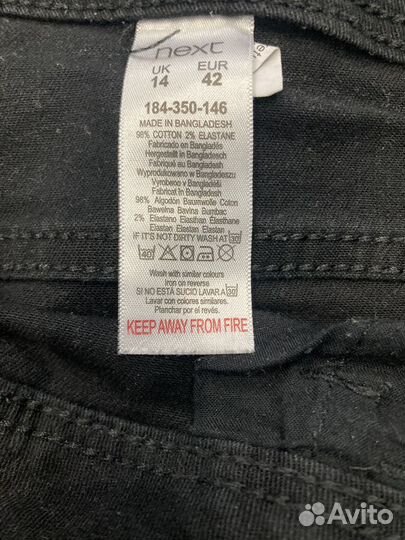 next
UK EUR
14 42
184-350-146
MADE IN BANGLADESH
98% COTTON 2% ELASTANE
Fabricado en Bangladés
Hergestellt in Bangladesch
Fabriqué au Bangladesh
Wyprodukowano w Bangladeszu
Vyrobeno v Bangladéši
Fabricat în Bangladesh
98% Algodón Baumwolle Coton
Bawełna Bavlna Bumbac
2% Elastano Elasthan Elasthane
Elastan Elastan Elastan
IF IT'S NOT DIRTY WASH AT 30
40
Wash with similar colours
Iron on reverse
SI NO ESTÁ SUCIO LAVAR A 30
Lavar con colores similares.
Planchar por el revés.
KEEP AWAY FROM FIRE
Avito